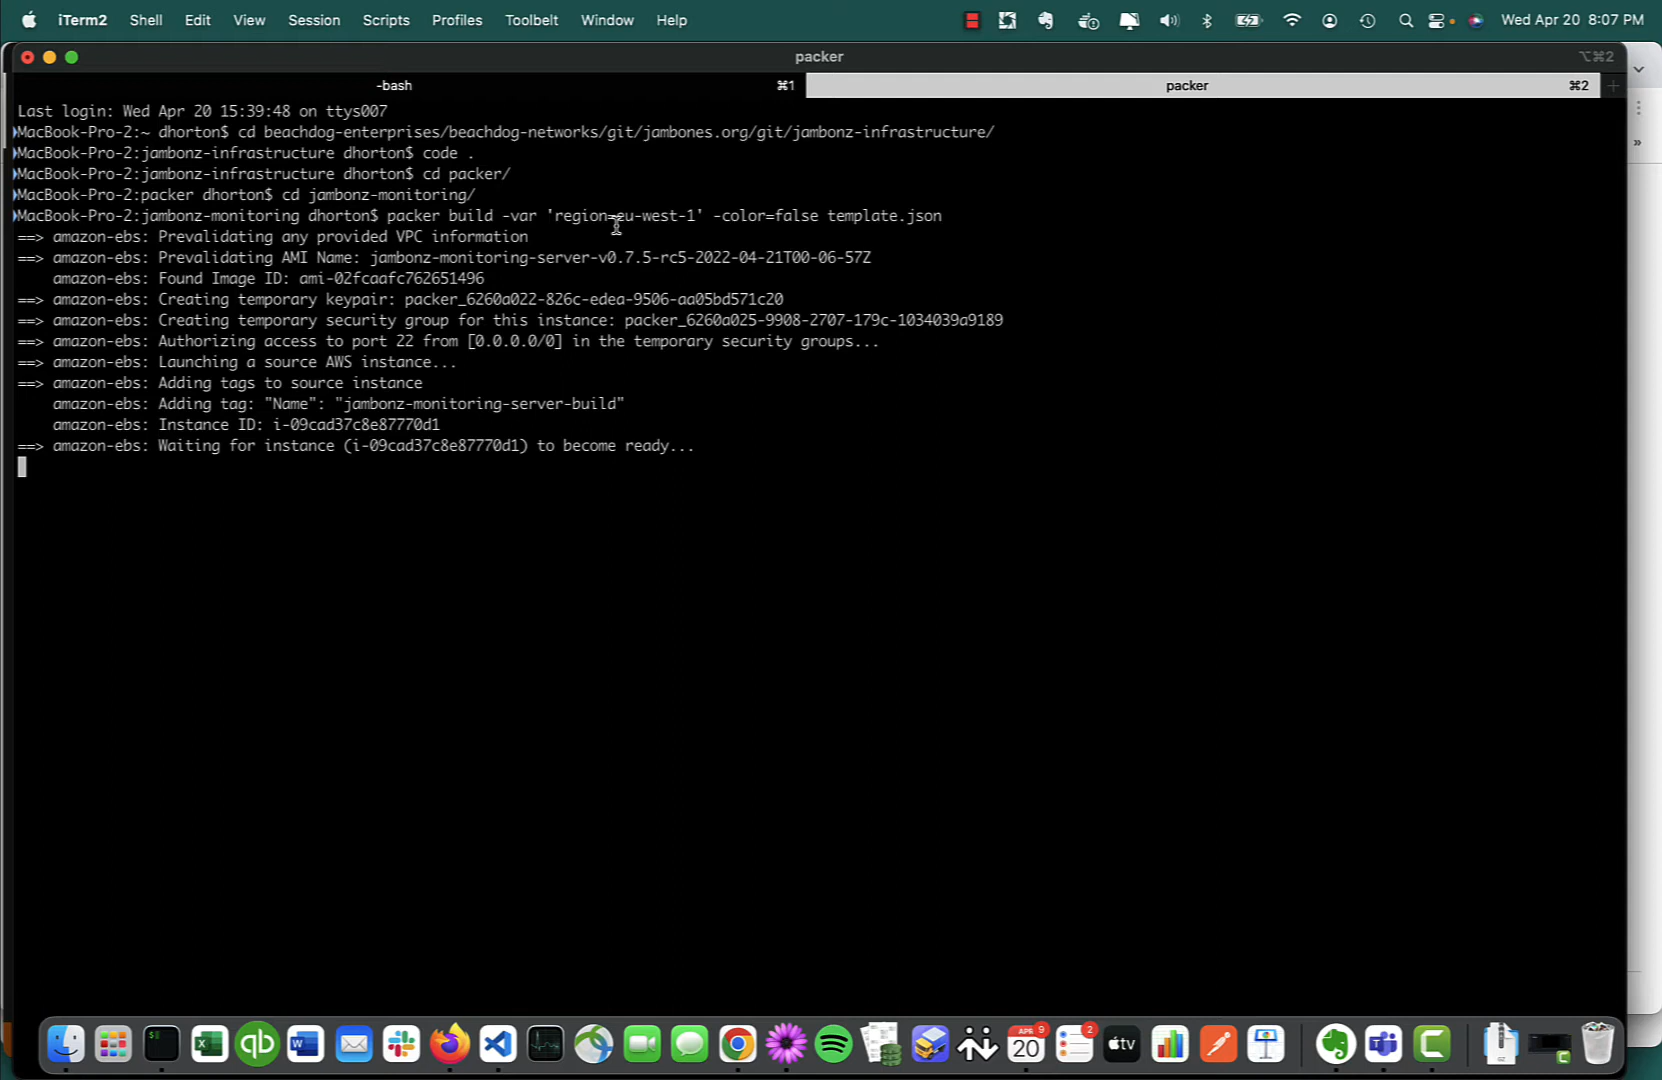 iTerm2 Shell Edit View Session Scripts Profiles Toolbelt Window Help Wed Apr 20 8:07 PM
packer ⌥⌘2
-bash ⌘1 packer ⌘2
Last login: Wed Apr 20 15:39:48 on ttys007
MacBook-Pro-2:~ dhorton$ cd beachdog-enterprises/beachdog-networks/git/jambones.org/git/jambonz-infrastructure/
MacBook-Pro-2:jambonz-infrastructure dhorton$ code .
MacBook-Pro-2:jambonz-infrastructure dhorton$ cd packer/
MacBook-Pro-2:packer dhorton$ cd jambonz-monitoring/
MacBook-Pro-2:jambonz-monitoring dhorton$ packer build -var 'region=eu-west-1' -color=false template.json
==> amazon-ebs: Prevalidating any provided VPC information
==> amazon-ebs: Prevalidating AMI Name: jambonz-monitoring-server-v0.7.5-rc5-2022-04-21T00-06-57Z
amazon-ebs: Found Image ID: ami-02fcaafc762651496
==> amazon-ebs: Creating temporary keypair: packer_6260a022-826c-edea-9506-aa05bd571c20
==> amazon-ebs: Creating temporary security group for this instance: packer_6260a025-9908-2707-179c-1034039a9189
==> amazon-ebs: Authorizing access to port 22 from [0.0.0.0/0] in the temporary security groups...
==> amazon-ebs: Launching a source AWS instance...
==> amazon-ebs: Adding tags to source instance
amazon-ebs: Adding tag: "Name": "jambonz-monitoring-server-build"
amazon-ebs: Instance ID: i-09cad37c8e87770d1
==> amazon-ebs: Waiting for instance (i-09cad37c8e87770d1) to become ready...
qb
APR 9
20
2
tv